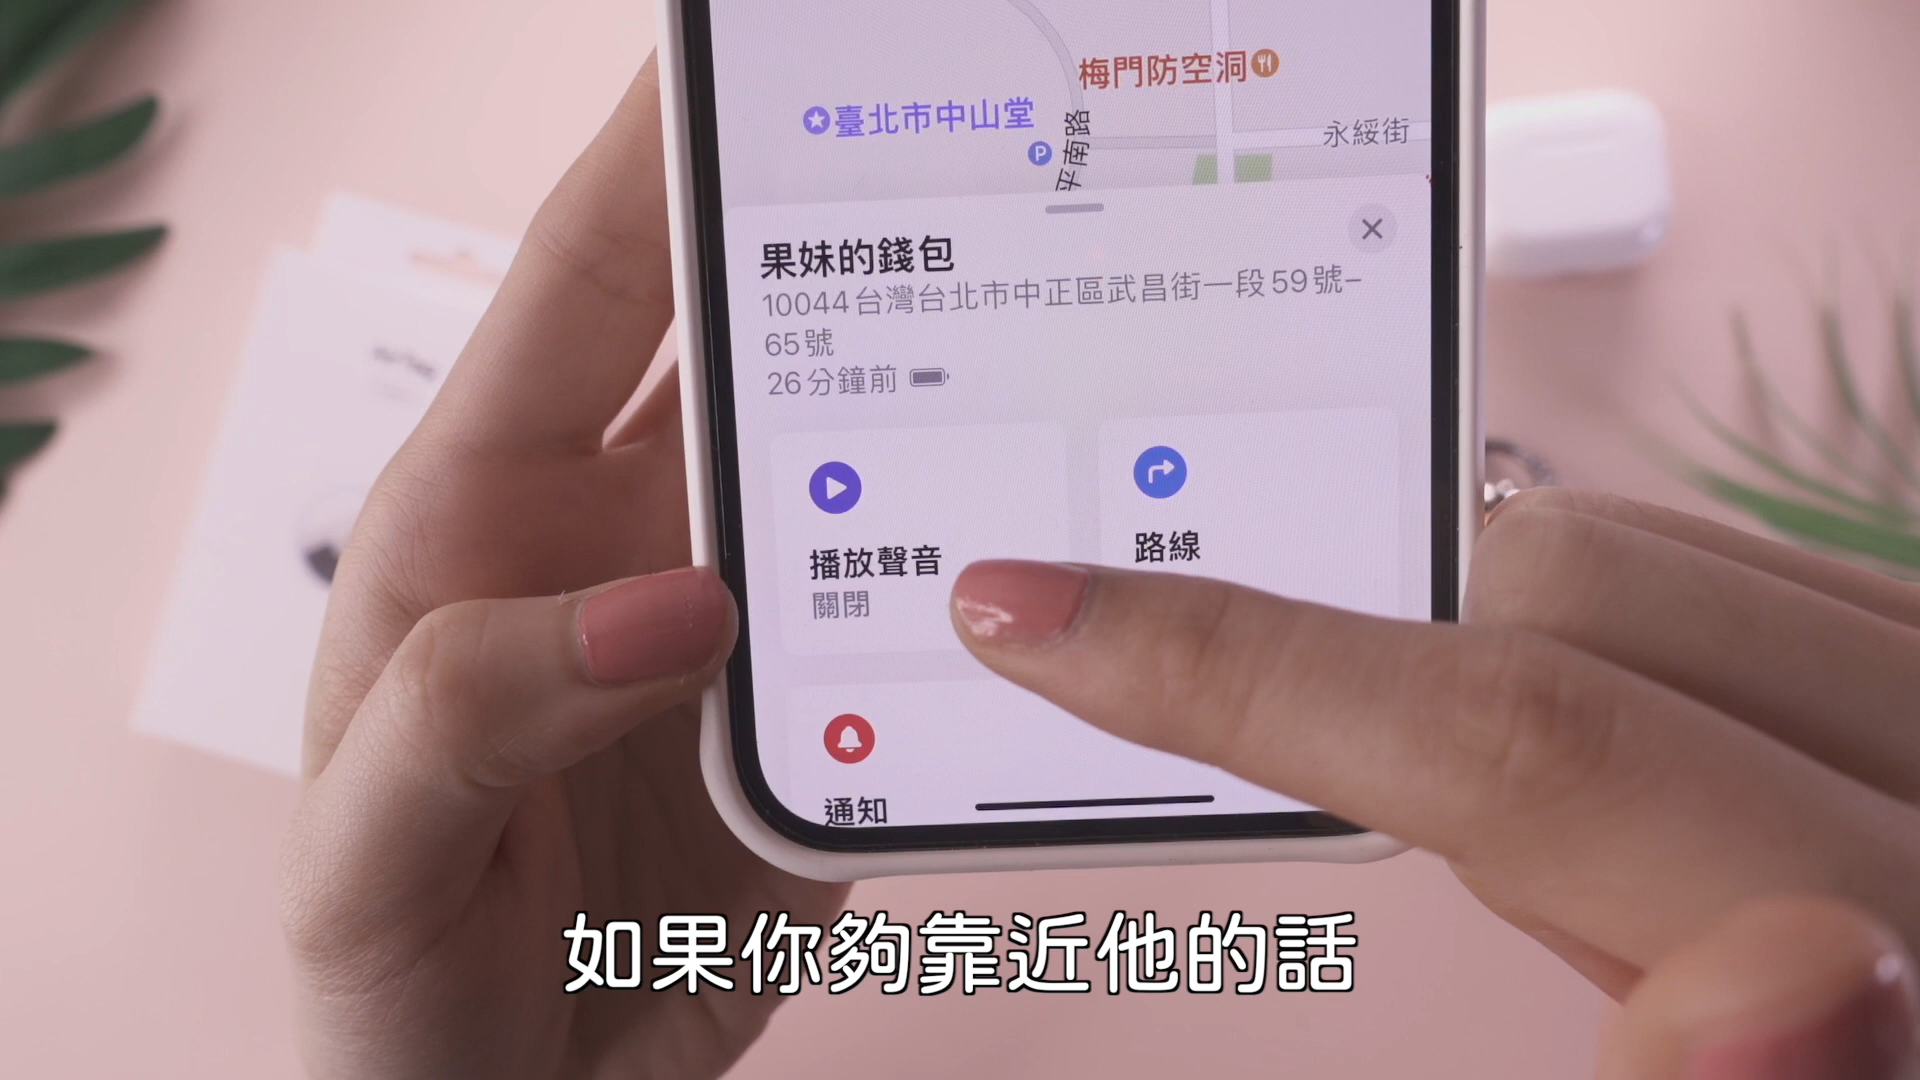 梅門防空洞
臺北市中山堂
P
平南路
永綏街
果妹的錢包
10044台灣台北市中正區武昌街一段59號–
65號
26分鐘前
播放聲音
關閉
路線
通知
如果你夠靠近他的話